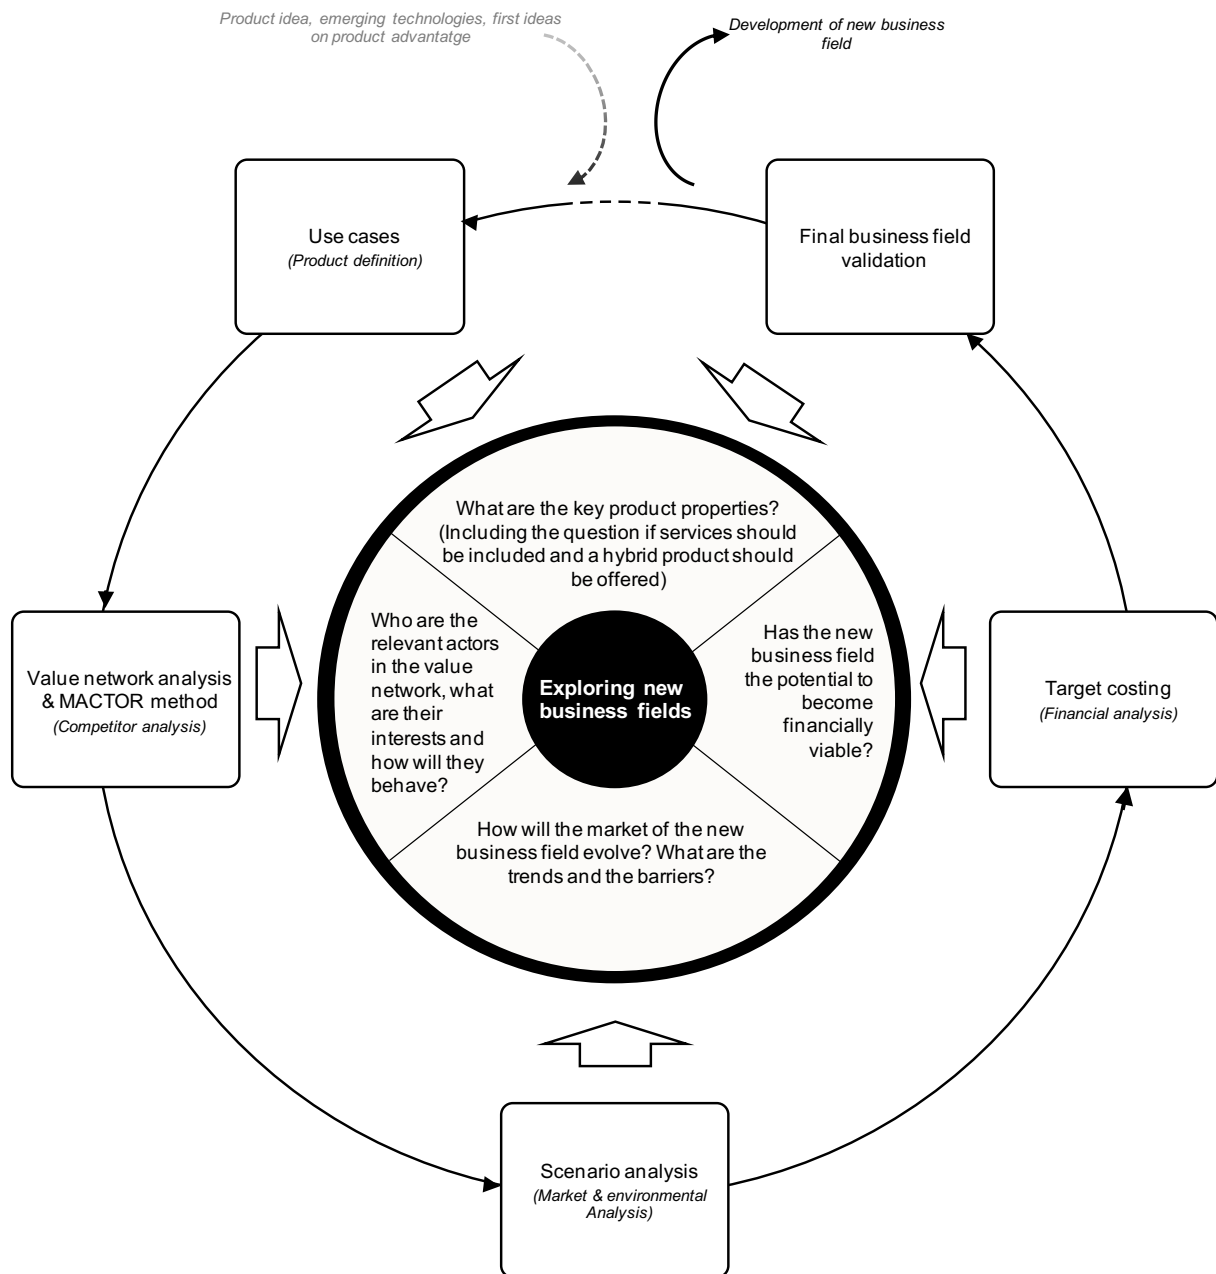 Product idea, emerging technologies, first ideas
on product advantatge
Development of new business
field
Use cases
(Product definition)
Final business field
validation
What are the key product properties?
(Including the question if services should
be included and a hybrid product should
be offered)
Who are the
relevant actors
in the value
network, what
are their
interests and
how will they
behave?
Has the new
business field
the potential to
become
financially
viable?
Exploring new
business fields
Value network analysis
& MACTOR method
(Competitor analysis)
Target costing
(Financial analysis)
How will the market of the new
business field evolve? What are the
trends and the barriers?
Scenario analysis
(Market & environmental
Analysis)